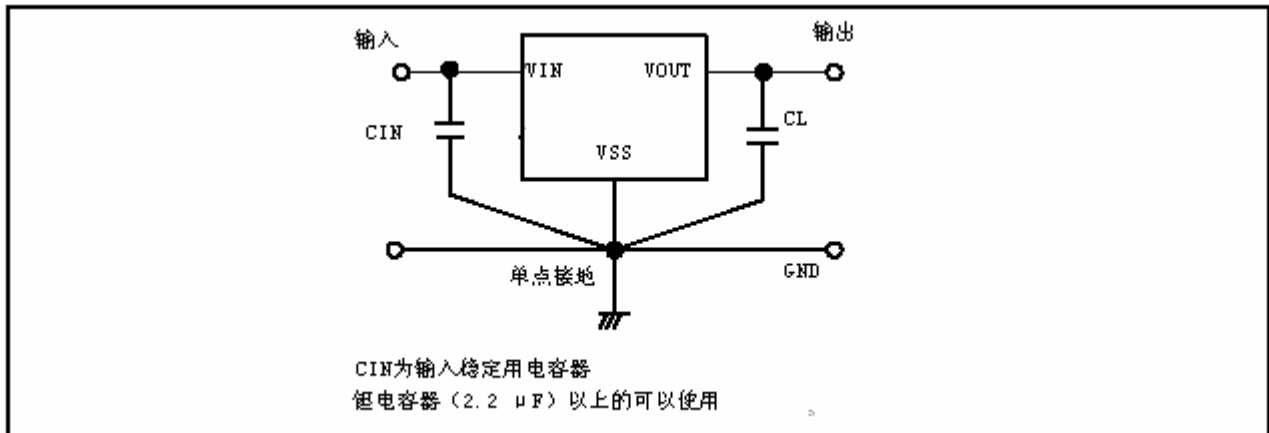 输入
输出
VIN
VOUT
CIN
CL
VSS
单点接地
GND
CIN为输入稳定用电容器
钽电容器（2.2 μF）以上的可以使用